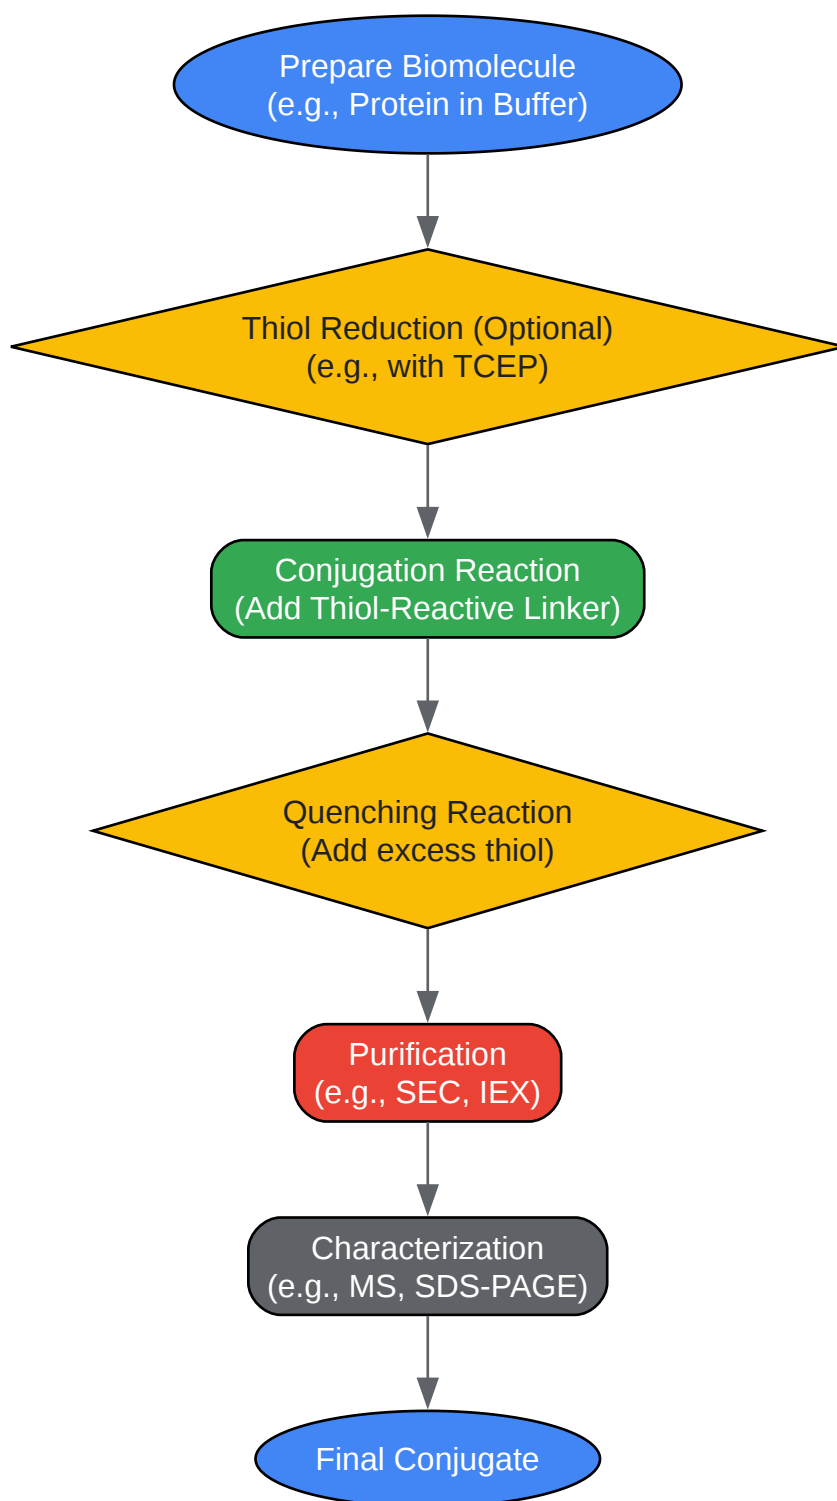 Prepare Biomolecule
(e.g., Protein in Buffer)
Thiol Reduction (Optional)
(e.g., with TCEP)
Conjugation Reaction
(Add Thiol-Reactive Linker)
Quenching Reaction
(Add excess thiol)
Purification
(e.g., SEC, IEX)
Characterization
(e.g., MS, SDS-PAGE)
Final Conjugate